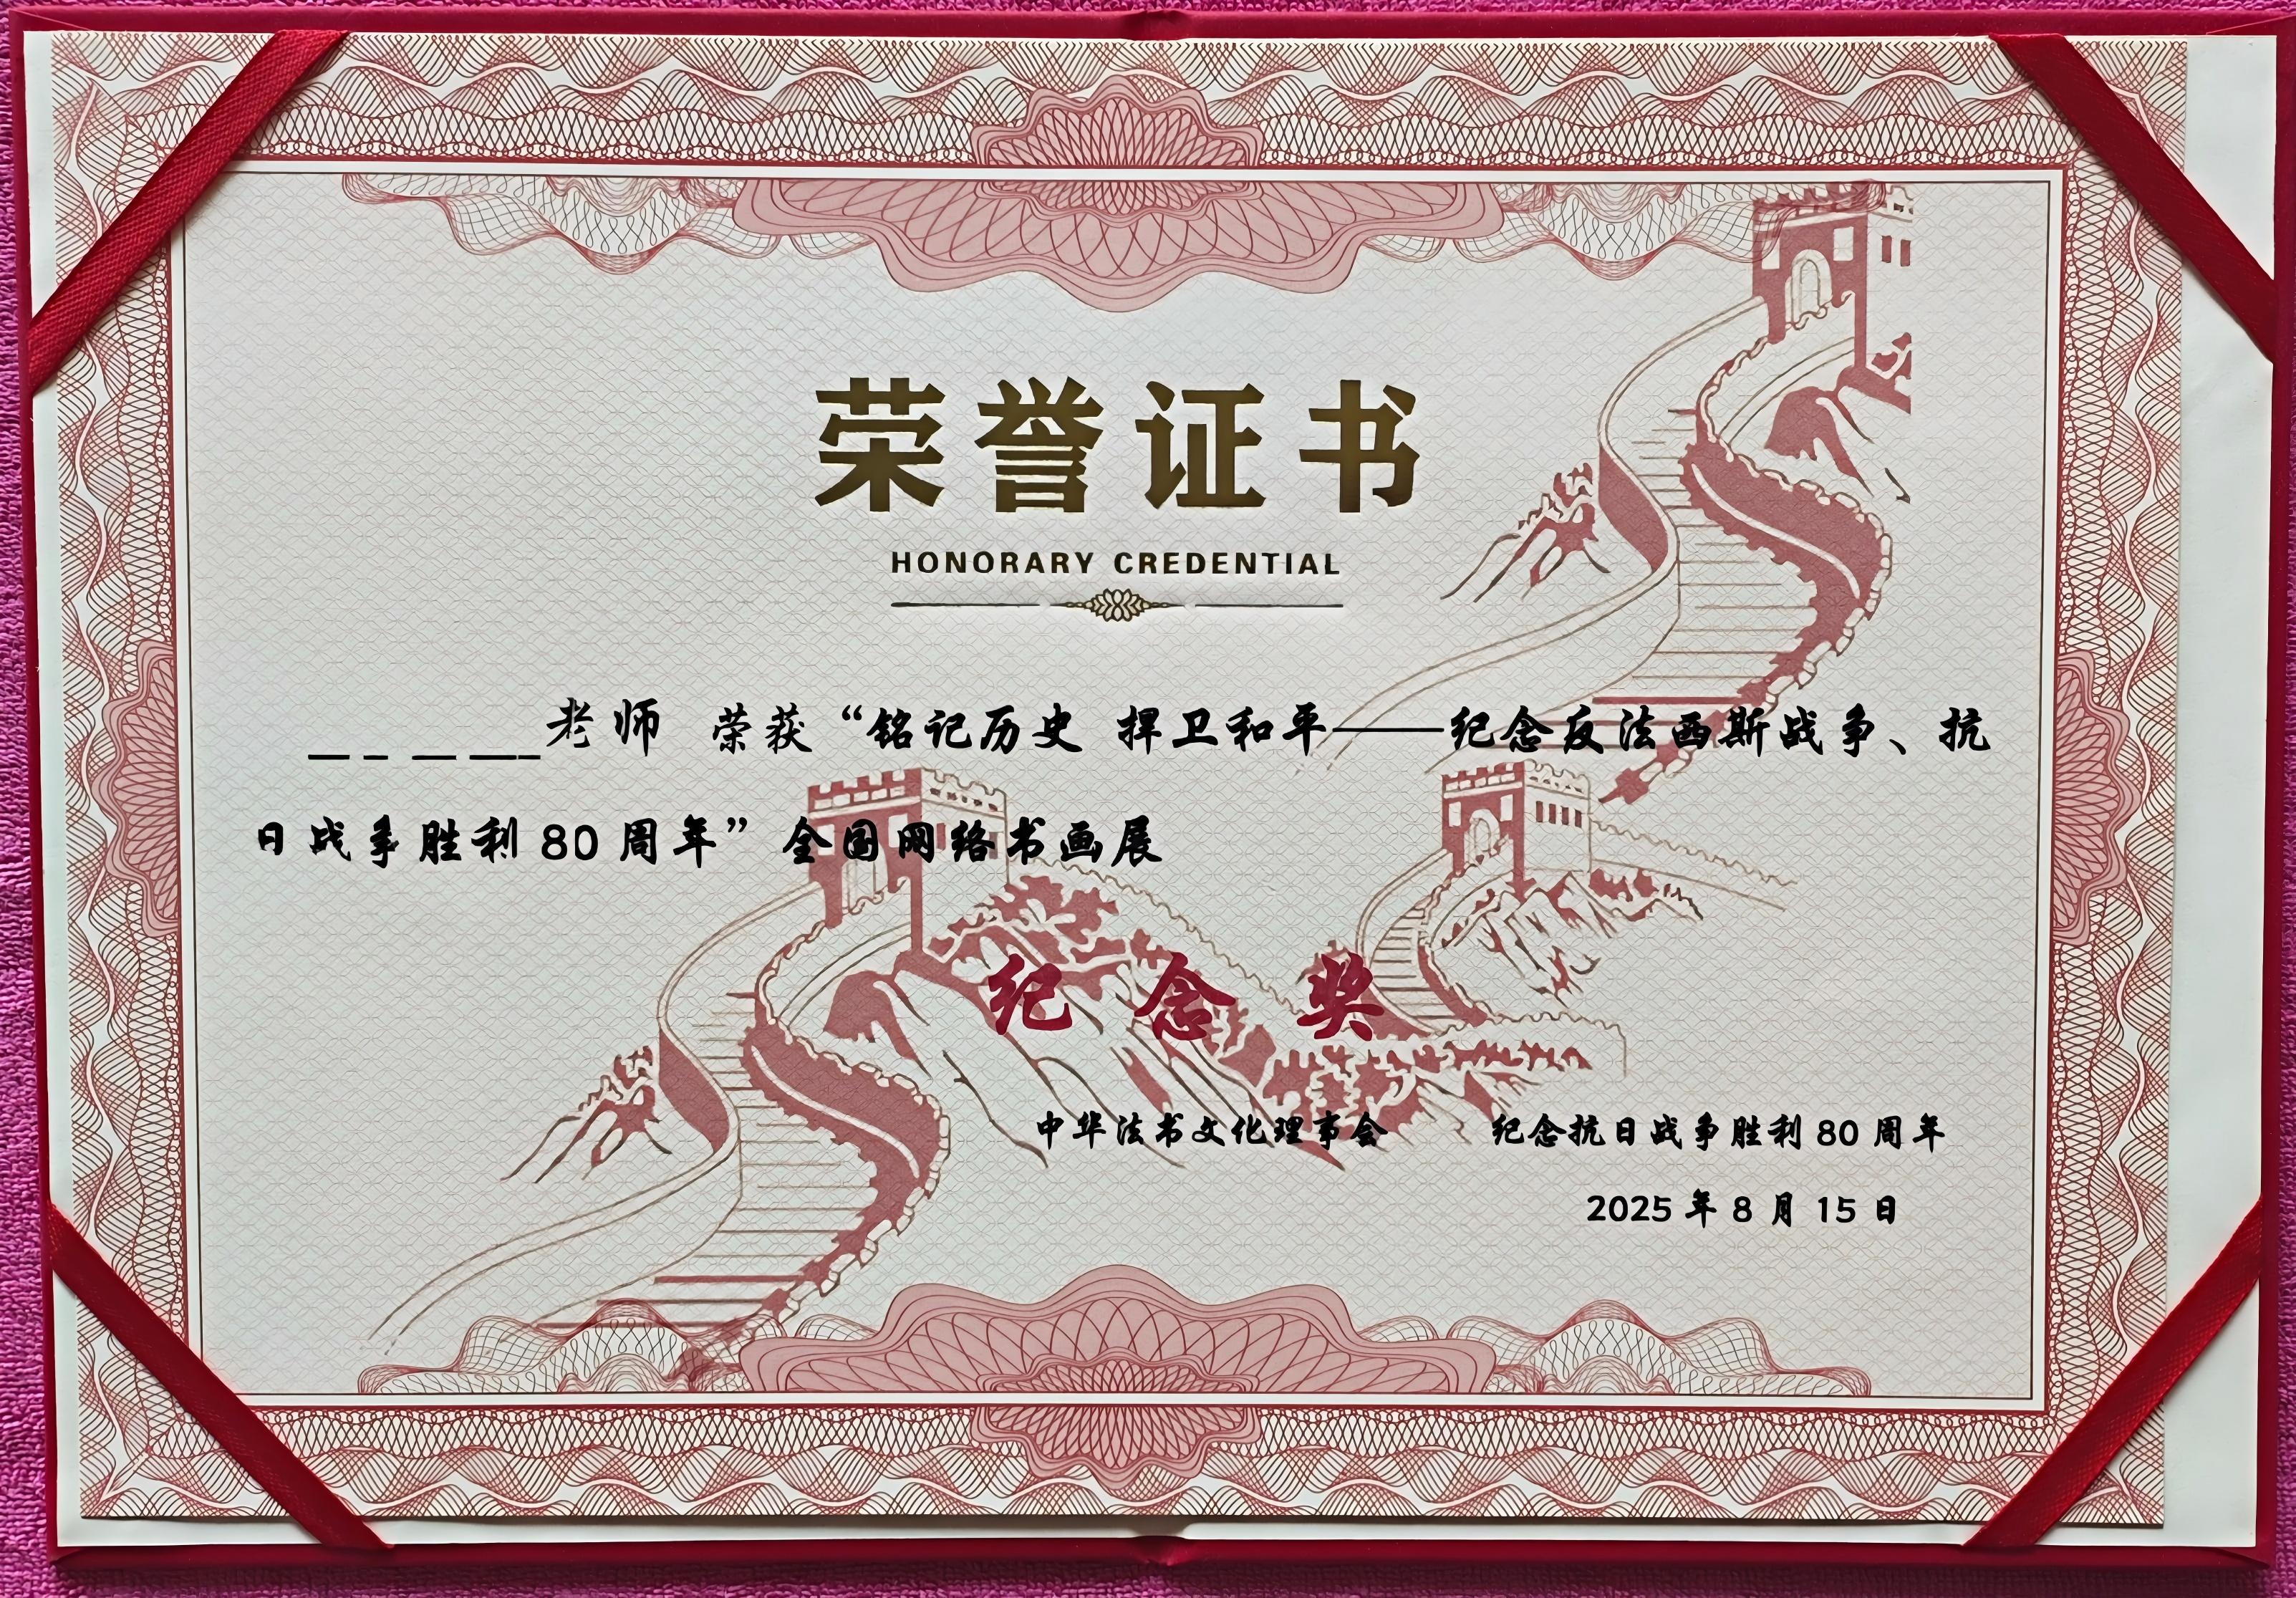 荣誉证书
HONORARY CREDENTIAL
老师 荣获“铭记历史 捍卫和平——纪念反法西斯战争、抗
日战争胜利80周年”全国网络书画展
纪念奖
中华法书文化理事会 纪念抗日战争胜利80周年
2025年8月15日